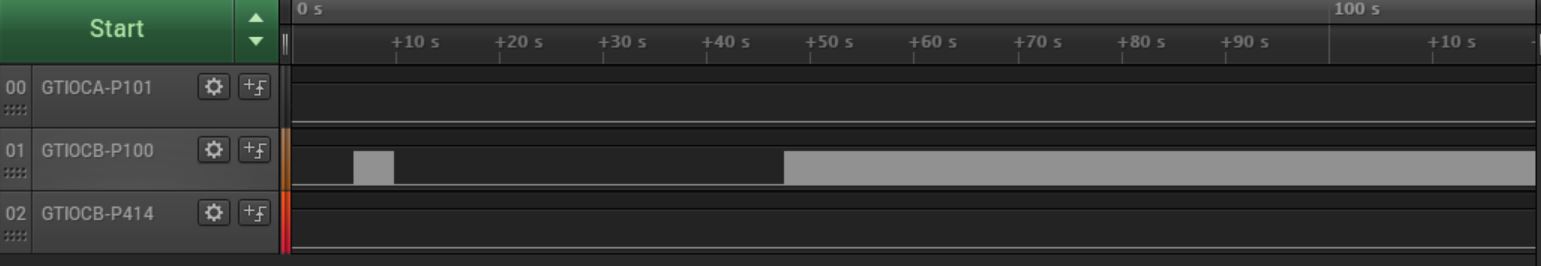 Start
0 s
100 s
+10 s
+20 s
+30 s
+40 s
+50 s
+60 s
+70 s
+80 s
+90 s
+10 s
00 GTIOCA-P101
01 GTIOCB-P100
02 GTIOCB-P414